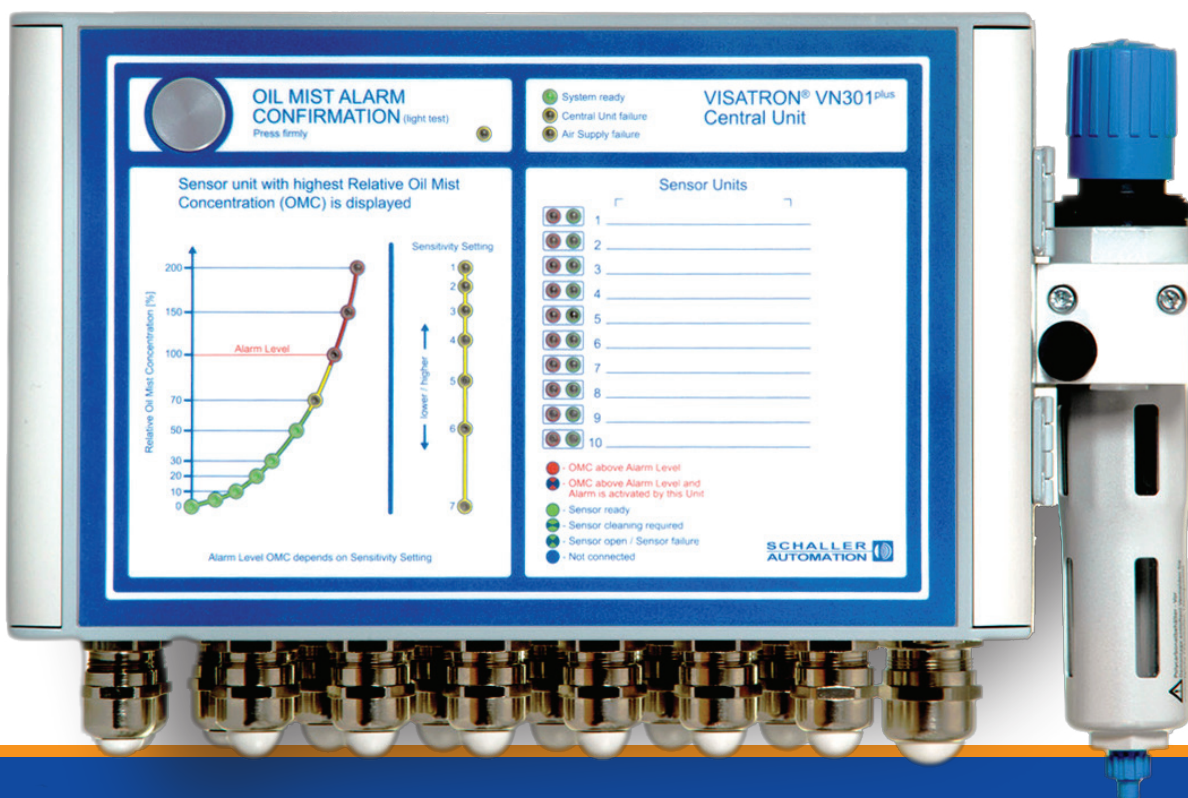 OIL MIST ALARM
CONFIRMATION (light test)
Press firmly
System ready
Central Unit failure
Air Supply failure
VISATRON® VN301plus
Central Unit
Sensor unit with highest Relative Oil Mist
Concentration (OMC) is displayed
Relative Oil Mist Concentration [%]
200
150
100
70
50
30
20
10
0
Alarm Level
Sensitivity Setting
1
2
3
4
5
6
7
lower / higher
Alarm Level OMC depends on Sensitivity Setting
Sensor Units
1
2
3
4
5
6
7
8
9
10
- OMC above Alarm Level
- OMC above Alarm Level and
Alarm is activated by this Unit
- Sensor ready
- Sensor cleaning required
- Sensor open / Sensor failure
- Not connected
SCHALLER
AUTOMATION